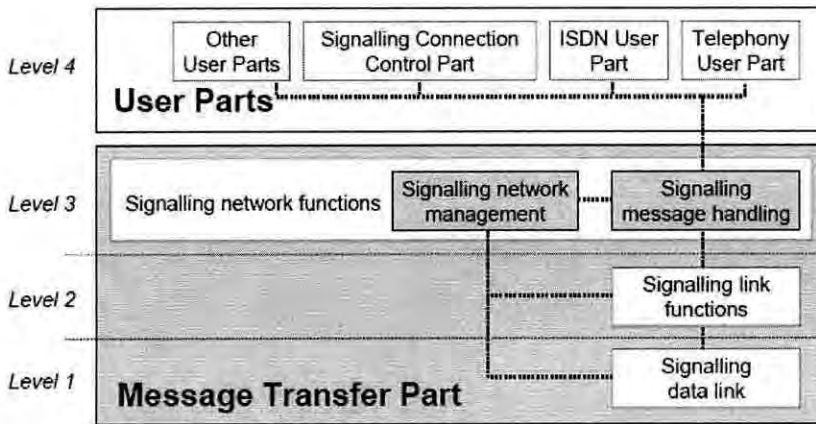 Level 4
Other
User Parts
Signalling Connection
Control Part
ISDN User
Part
Telephony
User Part
User Parts
Level 3
Signalling network functions
Signalling network
management
Signalling
message handling
Level 2
Signalling link
functions
Level 1
Message Transfer Part
Signalling
data link